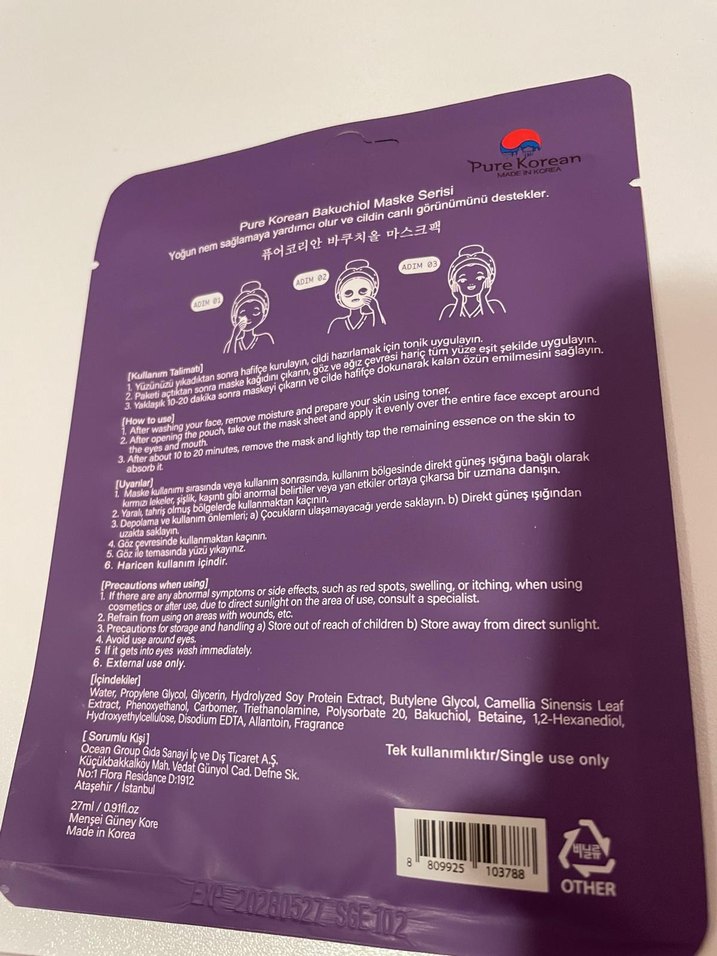 Pure Korean
MADE IN KOREA
Pure Korean Bakuchiol Maske Serisi
Yoğun nem sağlamaya yardımcı olur ve cildin canlı görünümünü destekler.
퓨어코리안 바쿠치올 마스크팩
ADIM 01
ADIM 02
ADIM 03
[Kullanım Talimatı]
1. Yüzünüzü yıkadıktan sonra hafifçe kurulayın, cildi hazırlamak için tonik uygulayın.
2. Paketi açtıktan sonra maske kağıdını çıkarın, göz ve ağız çevresi hariç tüm yüze eşit şekilde uygulayın.
3. Yaklaşık 10-20 dakika sonra maskeyi çıkarın ve cilde hafifçe dokunarak kalan özün emilmesini sağlayın.
[How to use]
1. After washing your face, remove moisture and prepare your skin using toner.
2. After opening the pouch, take out the mask sheet and apply it evenly over the entire face except around
the eyes and mouth.
3. After about 10 to 20 minutes, remove the mask and lightly tap the remaining essence on the skin to
absorb it.
[Uyarılar]
1. Maske kullanımı sırasında veya kullanım sonrasında, kullanım bölgesinde direkt güneş ışığına bağlı olarak
kırmızı lekeler, şişlik, kaşıntı gibi anormal belirtiler veya yan etkiler ortaya çıkarsa bir uzmana danışın.
2. Yaralı, tahriş olmuş bölgelerde kullanmaktan kaçının.
3. Depolama ve kullanım önlemleri; a) Çocukların ulaşamayacağı yerde saklayın. b) Direkt güneş ışığından
uzakta saklayın.
4. Göz çevresinde kullanmaktan kaçının.
5. Göz ile temasında yüzü yıkayınız.
6. Haricen kullanım içindir.
[Precautions when using]
1. If there are any abnormal symptoms or side effects, such as red spots, swelling, or itching, when using
cosmetics or after use, due to direct sunlight on the area of use, consult a specialist.
2. Refrain from using on areas with wounds, etc.
3. Precautions for storage and handling a) Store out of reach of children b) Store away from direct sunlight.
4. Avoid use around eyes.
5 If it gets into eyes wash immediately.
6. External use only.
[İçindekiler]
Water, Propylene Glycol, Glycerin, Hydrolyzed Soy Protein Extract, Butylene Glycol, Camellia Sinensis Leaf
Extract, Phenoxyethanol, Carbomer, Triethanolamine, Polysorbate 20, Bakuchiol, Betaine, 1,2-Hexanediol,
Hydroxyethylcellulose, Disodium EDTA, Allantoin, Fragrance
[ Sorumlu Kişi ]
Ocean Group Gıda Sanayi İç ve Dış Ticaret A.Ş.
Küçükbakkalköy Mah. Vedat Günyol Cad. Defne Sk.
No:1 Flora Residance D:1912
Ataşehir / İstanbul
Tek kullanımlıktır/Single use only
27ml / 0.91fl.oz
Menşei Güney Kore
Made in Korea
8 809925 103788
비닐류
OTHER
EXP 20280527 SGE102